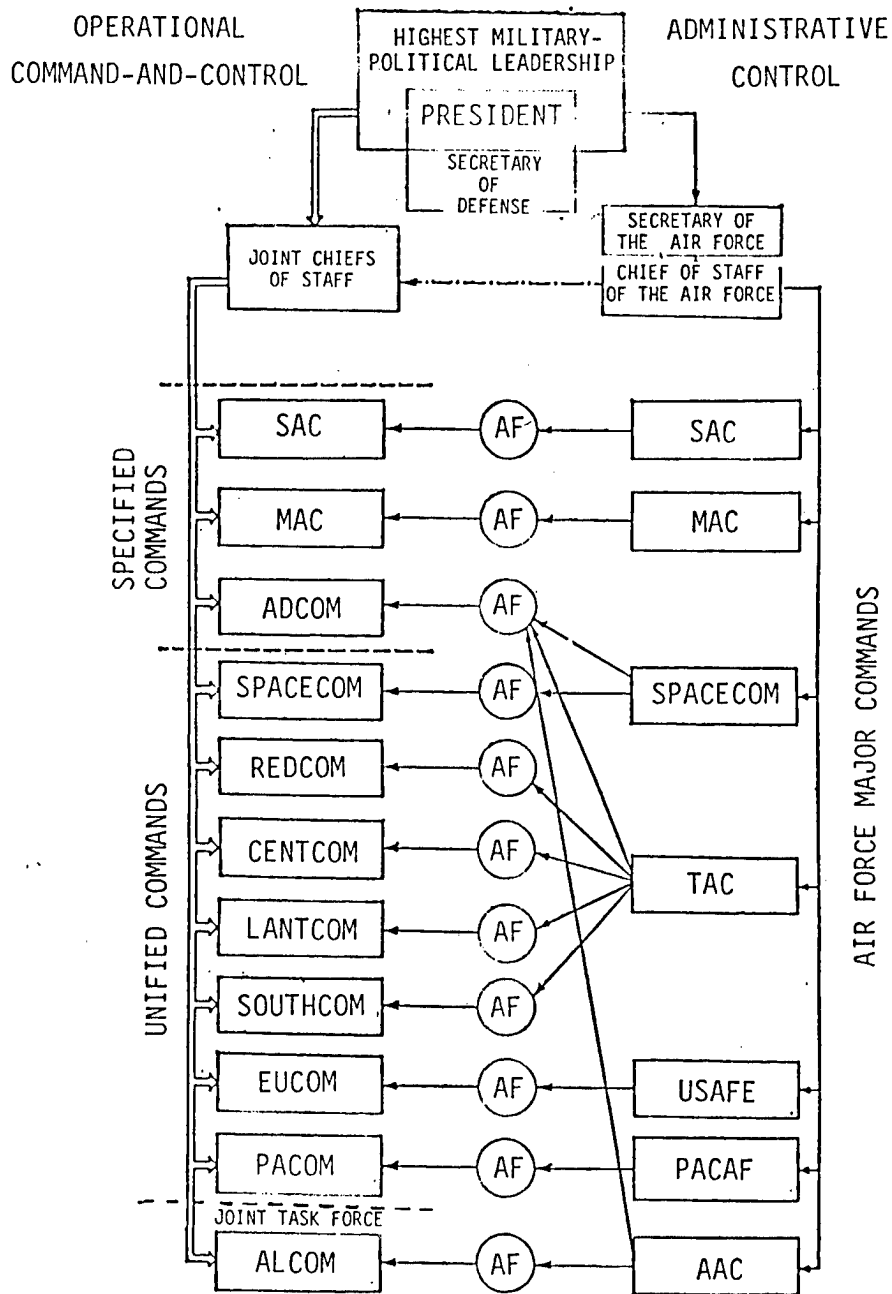 OPERATIONAL
COMMAND-AND-CONTROL
HIGHEST MILITARY-
POLITICAL LEADERSHIP
PRESIDENT
SECRETARY
OF
DEFENSE
ADMINISTRATIVE
CONTROL
JOINT CHIEFS
OF STAFF
SECRETARY OF
THE AIR FORCE
CHIEF OF STAFF
OF THE AIR FORCE
SPECIFIED
COMMANDS
SAC
AF
SAC
MAC
AF
MAC
ADCOM
AF
UNIFIED COMMANDS
SPACECOM
AF
SPACECOM
REDCOM
AF
CENTCOM
AF
TAC
LANTCOM
AF
SOUTHCOM
AF
EUCOM
AF
USAFE
PACOM
AF
PACAF
JOINT TASK FORCE
ALCOM
AF
AAC
AIR FORCE MAJOR COMMANDS